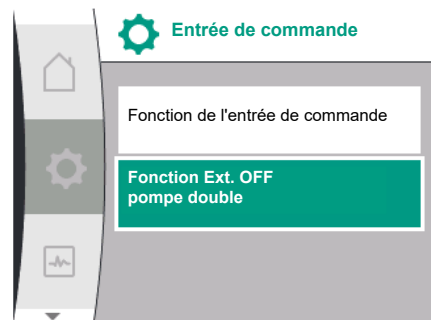 Entrée de commande
Fonction de l'entrée de commande
Fonction Ext. OFF
pompe double